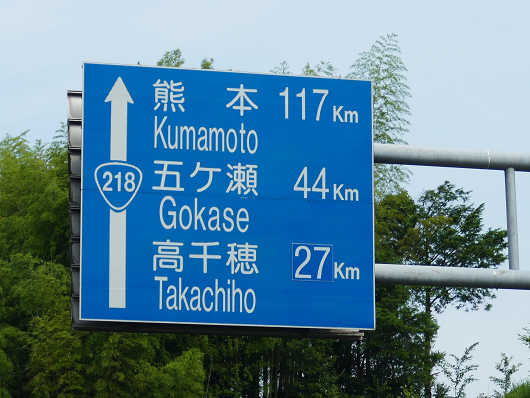 熊本 117 Km
Kumamoto
218
五ケ瀬 44 Km
Gokase
高千穂 27 Km
Takachiho